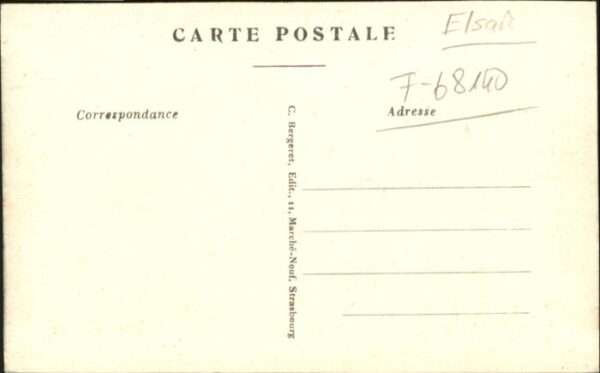 CARTE POSTALE
Elsaß
F-68140
Correspondance
Adresse
C. Bergeret, Edit., 11, Marché-Neuf, Strasbourg